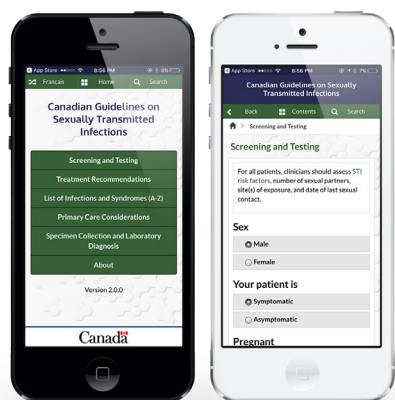 App Store 8:56 PM 8%
Français Home Search
Canadian Guidelines on
Sexually Transmitted
Infections
Screening and Testing
Treatment Recommendations
List of Infections and Syndromes (A-Z)
Primary Care Considerations
Specimen Collection and Laboratory
Diagnosis
About
Version 2.0.0
Canada
App Store 8:56 PM 7%
Canadian Guidelines on Sexually
Transmitted Infections
Back Contents Search
> Screening and Testing
Screening and Testing
For all patients, clinicians should assess STI
risk factors, number of sexual partners,
site(s) of exposure, and date of last sexual
contact.
Sex
Male
Female
Your patient is
Symptomatic
Asymptomatic
Pregnant